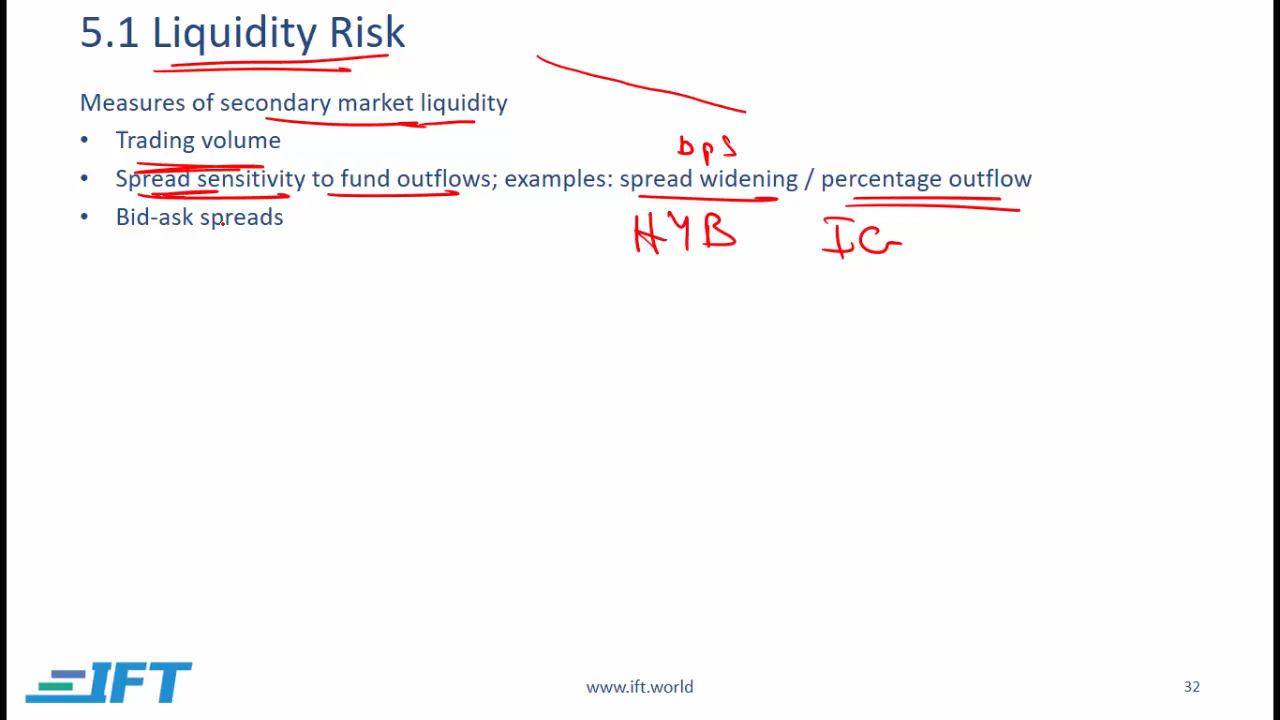 5.1 Liquidity Risk
Measures of secondary market liquidity
• Trading volume
bps
• Spread sensitivity to fund outflows; examples: spread widening / percentage outflow
• Bid-ask spreads
HYB IG
IFT
www.ift.world
32